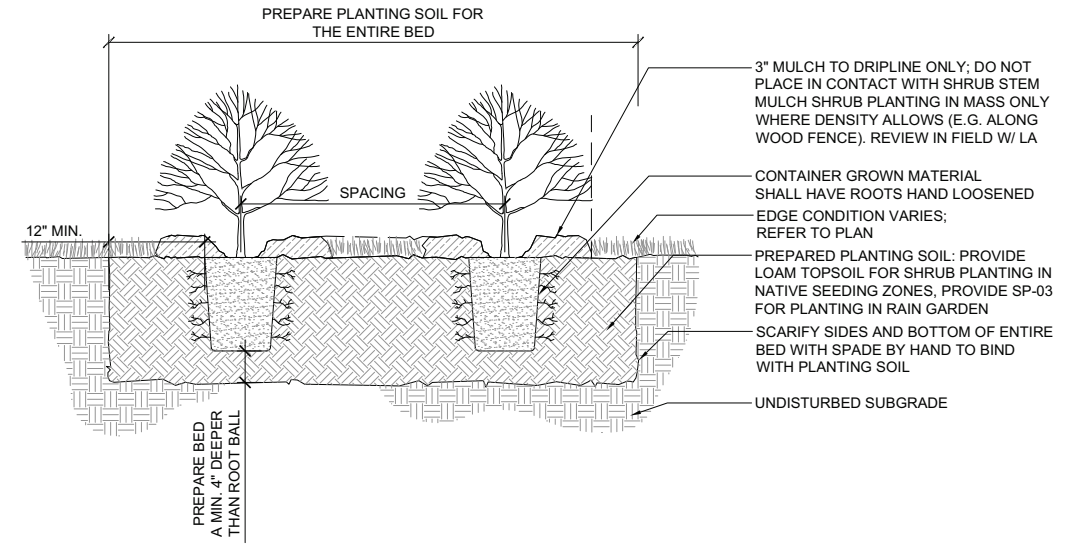 PREPARE PLANTING SOIL FOR
THE ENTIRE BED
3" MULCH TO DRIPLINE ONLY; DO NOT
PLACE IN CONTACT WITH SHRUB STEM
MULCH SHRUB PLANTING IN MASS ONLY
WHERE DENSITY ALLOWS (E.G. ALONG
WOOD FENCE). REVIEW IN FIELD W/ LA
CONTAINER GROWN MATERIAL
SHALL HAVE ROOTS HAND LOOSENED
SPACING
EDGE CONDITION VARIES;
REFER TO PLAN
12" MIN.
PREPARED PLANTING SOIL: PROVIDE
LOAM TOPSOIL FOR SHRUB PLANTING IN
NATIVE SEEDING ZONES, PROVIDE SP-03
FOR PLANTING IN RAIN GARDEN
SCARIFY SIDES AND BOTTOM OF ENTIRE
BED WITH SPADE BY HAND TO BIND
WITH PLANTING SOIL
UNDISTURBED SUBGRADE
PREPARE BED
A MIN. 4" DEEPER
THAN ROOT BALL